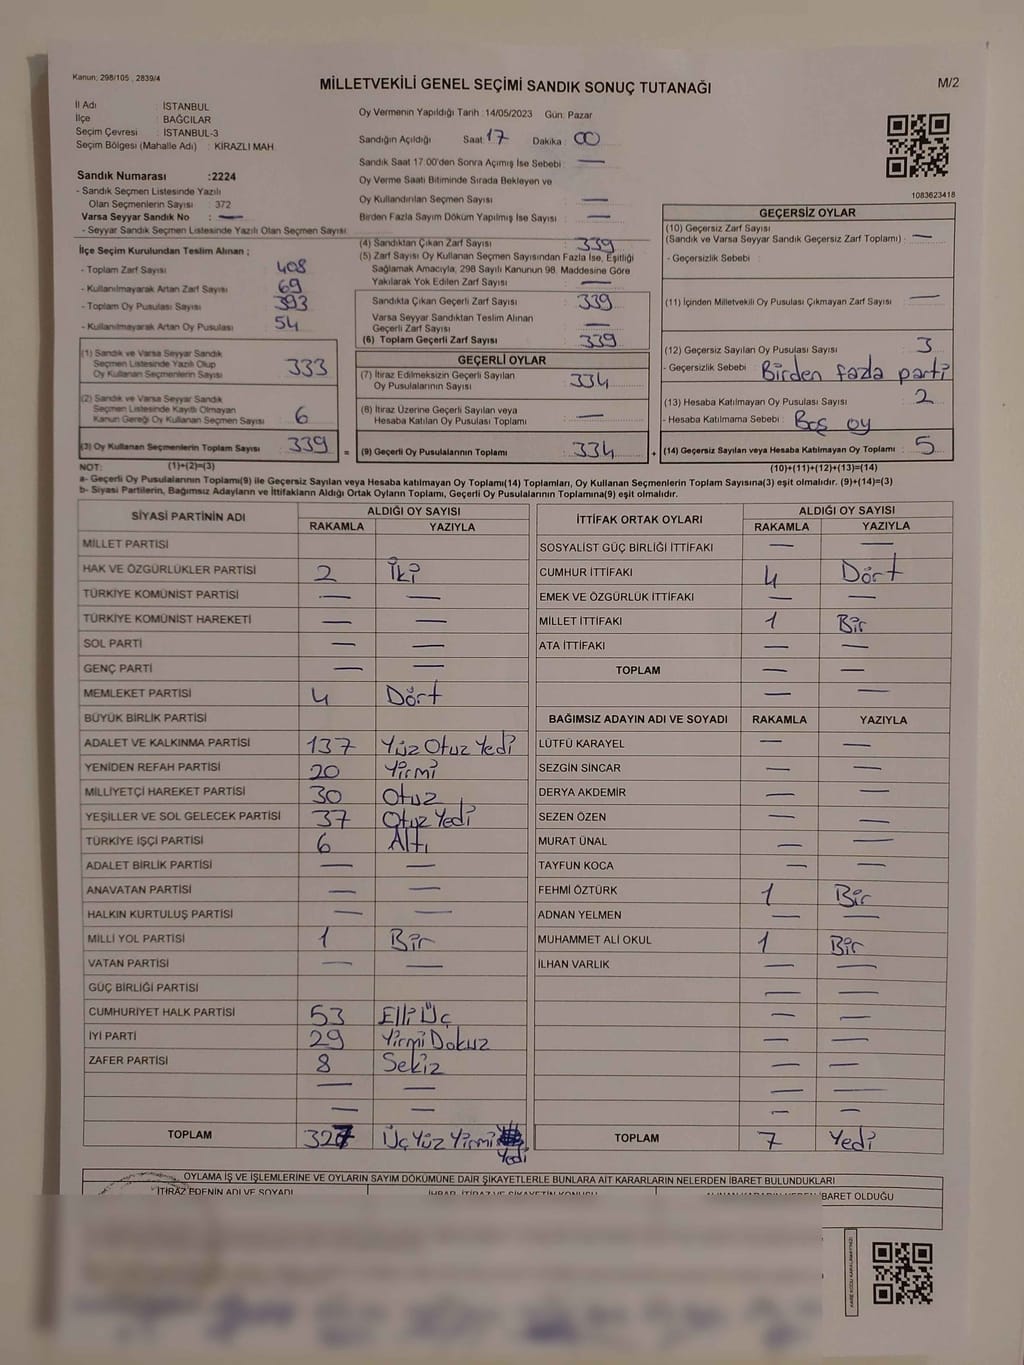 Kanun: 298/105 , 2839/4
MİLLETVEKİLİ GENEL SEÇİMİ SANDIK SONUÇ TUTANAĞI
M/2
İl Adı : İSTANBUL
İlçe : BAĞCILAR
Seçim Çevresi : İSTANBUL-3
Seçim Bölgesi (Mahalle Adı) : KİRAZLI MAH.
Sandık Numarası :2224
- Sandık Seçmen Listesinde Yazılı
Olan Seçmenlerin Sayısı : 372
Varsa Seyyar Sandık No : —
- Seyyar Sandık Seçmen Listesinde Yazılı Olan Seçmen Sayısı:
Oy Vermenin Yapıldığı Tarih :14/05/2023 Gün: Pazar
Sandığın Açıldığı Saat: 17 Dakika : 00
Sandık Saat 17.00'den Sonra Açımış İse Sebebi : —
Oy Verme Saati Bitiminde Sırada Bekleyen ve
Oy Kullandırılan Seçmen Sayısı : —
Birden Fazla Sayım Döküm Yapılmış İse Sayısı : —
1083623418
İlçe Seçim Kurulundan Teslim Alınan ;
- Toplam Zarf Sayısı : 408
- Kullanılmayarak Artan Zarf Sayısı : 69
- Toplam Oy Pusulası Sayısı : 393
- Kullanılmayarak Artan Oy Pusulası : 54
(1) Sandık ve Varsa Seyyar Sandık
Seçmen Listesinde Yazılı Olup
Oy Kullanan Seçmenlerin Sayısı : 333
(2) Sandık ve Varsa Seyyar Sandık
Seçmen Listesinde Kayıtlı Olmayan
Kanun Gereği Oy Kullanan Seçmen Sayısı : 6
(3) Oy Kullanan Seçmenlerin Toplam Sayısı : 339
(4) Sandıktan Çıkan Zarf Sayısı : 339
(5) Zarf Sayısı Oy Kullanan Seçmen Sayısından Fazla İse, Eşitliği
Sağlamak Amacıyla, 298 Sayılı Kanunun 98. Maddesine Göre
Yakılarak Yok Edilen Zarf Sayısı : —
Sandıkta Çıkan Geçerli Zarf Sayısı : 339
Varsa Seyyar Sandıktan Teslim Alınan
Geçerli Zarf Sayısı : —
(6) Toplam Geçerli Zarf Sayısı : 339
GEÇERLİ OYLAR
(7) İtiraz Edilmeksizin Geçerli Sayılan
Oy Pusulalarının Sayısı : 334
(8) İtiraz Üzerine Geçerli Sayılan veya
Hesaba Katılan Oy Pusulası Toplamı : —
= (9) Geçerli Oy Pusulalarının Toplamı : 334
GEÇERSİZ OYLAR
(10) Geçersiz Zarf Sayısı
(Sandık ve Varsa Seyyar Sandık Geçersiz Zarf Toplamı) : —
- Geçersizlik Sebebi :
(11) İçinden Milletvekili Oy Pusulası Çıkmayan Zarf Sayısı : —
(12) Geçersiz Sayılan Oy Pusulası Sayısı : 3
- Geçersizlik Sebebi : Birden fazla parti
(13) Hesaba Katılmayan Oy Pusulası Sayısı : 2
- Hesaba Katılmama Sebebi : Boş oy
+ (14) Geçersiz Sayılan veya Hesaba Katılmayan Oy Toplamı : 5
NOT: (1)+(2)=(3)
(10)+(11)+(12)+(13)=(14)
a- Geçerli Oy Pusulalarının Toplamı(9) ile Geçersiz Sayılan veya Hesaba katılmayan Oy Toplamı(14) Toplamları, Oy Kullanan Seçmenlerin Toplam Sayısına(3) eşit olmalıdır. (9)+(14)=(3)
b- Siyasi Partilerin, Bağımsız Adayların ve İttifakların Aldığı Ortak Oyların Toplamı, Geçerli Oy Pusulalarının Toplamına(9) eşit olmalıdır.
SİYASİ PARTİNİN ADI
ALDIĞI OY SAYISI
RAKAMLA YAZIYLA
MİLLET PARTİSİ
HAK VE ÖZGÜRLÜKLER PARTİSİ 2 İki
TÜRKİYE KOMÜNİST PARTİSİ — —
TÜRKİYE KOMÜNİST HAREKETİ — —
SOL PARTİ — —
GENÇ PARTİ — —
MEMLEKET PARTİSİ 4 Dört
BÜYÜK BİRLİK PARTİSİ
ADALET VE KALKINMA PARTİSİ 137 Yüz Otuz Yedi
YENİDEN REFAH PARTİSİ 20 Yirmi
MİLLİYETÇİ HAREKET PARTİSİ 30 Otuz
YEŞİLLER VE SOL GELECEK PARTİSİ 37 Otuz Yedi
TÜRKİYE İŞÇİ PARTİSİ 6 Altı
ADALET BİRLİK PARTİSİ — —
ANAVATAN PARTİSİ — —
HALKIN KURTULUŞ PARTİSİ — —
MİLLİ YOL PARTİSİ 1 Bir
VATAN PARTİSİ — —
GÜÇ BİRLİĞİ PARTİSİ
CUMHURİYET HALK PARTİSİ 53 Elli Üç
İYİ PARTİ 29 Yirmi Dokuz
ZAFER PARTİSİ 8 Sekiz
— —
— —
TOPLAM 327 Üç Yüz Yirmi Yedi
İTTİFAK ORTAK OYLARI
ALDIĞI OY SAYISI
RAKAMLA YAZIYLA
SOSYALİST GÜÇ BİRLİĞİ İTTİFAKI — —
CUMHUR İTTİFAKI 4 Dört
EMEK VE ÖZGÜRLÜK İTTİFAKI — —
MİLLET İTTİFAKI 1 Bir
ATA İTTİFAKI — —
TOPLAM — —
— —
BAĞIMSIZ ADAYIN ADI VE SOYADI RAKAMLA YAZIYLA
LÜTFÜ KARAYEL — —
SEZGİN SİNCAR — —
DERYA AKDEMİR — —
SEZEN ÖZEN — —
MURAT ÜNAL — —
TAYFUN KOCA — —
FEHMİ ÖZTÜRK 1 Bir
ADNAN YELMEN — —
MUHAMMET ALİ OKUL 1 Bir
İLHAN VARLIK — —
— —
— —
— —
— —
— —
— —
TOPLAM 7 Yedi
OYLAMA İŞ VE İŞLEMLERİNE VE OYLARIN SAYIM DÖKÜMÜNE DAİR ŞİKAYETLERLE BUNLARA AİT KARARLARIN NELERDEN İBARET BULUNDUKLARI
İTİRAZ EDENİN ADI VE SOYADI
İBARET OLDUĞU